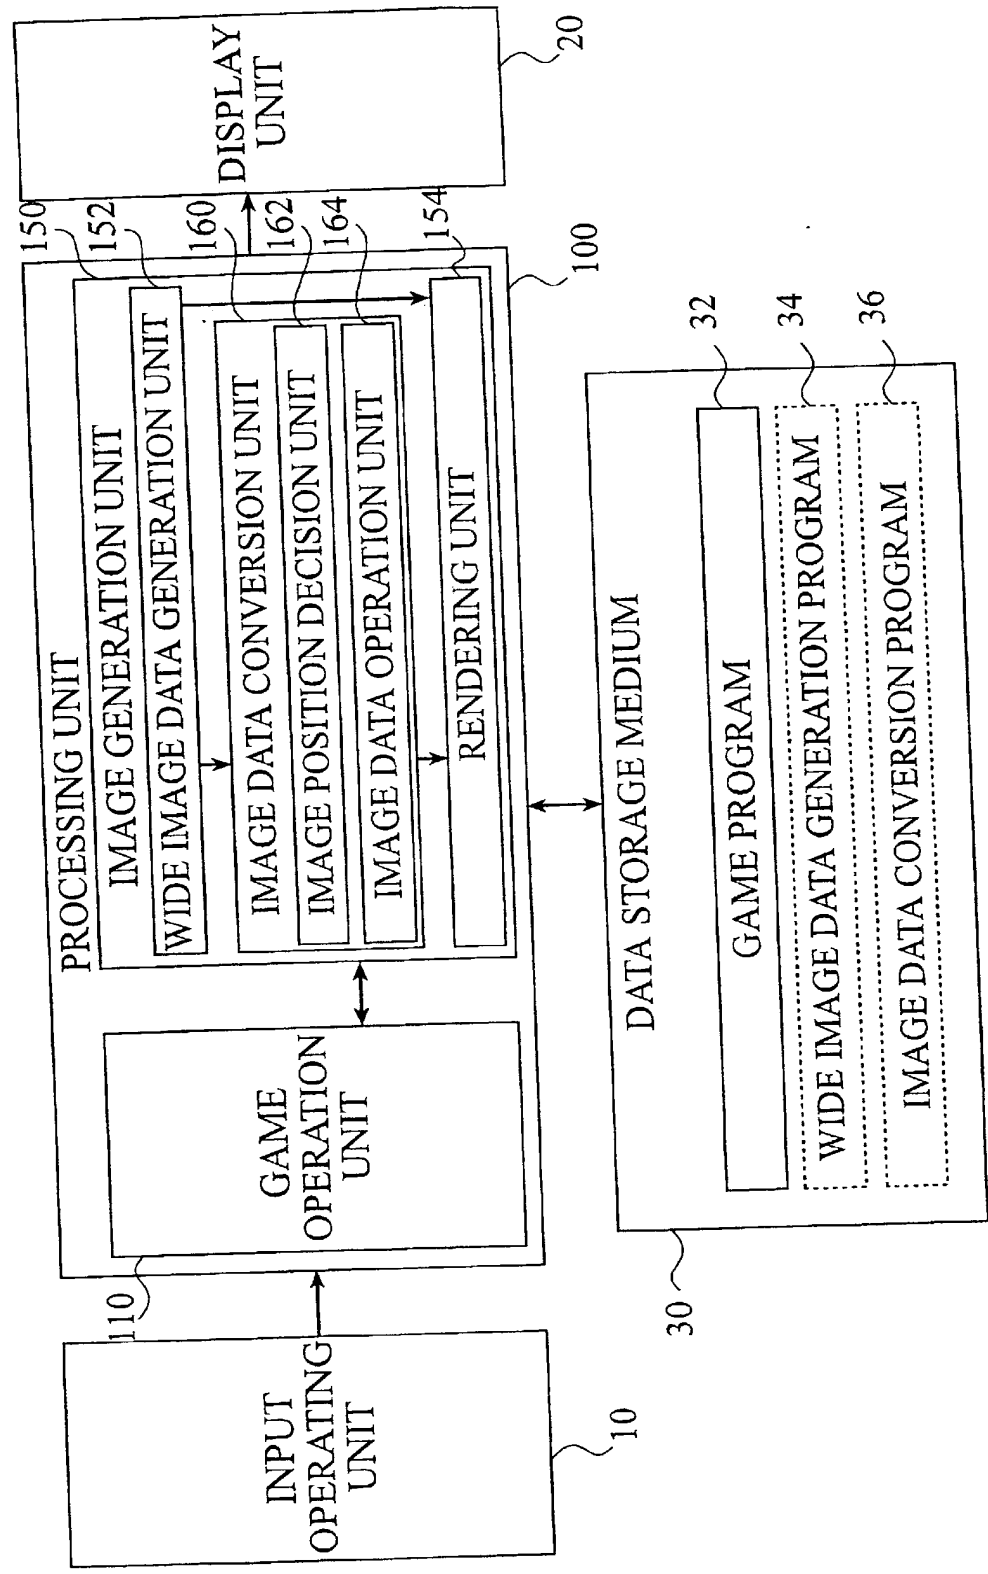 INPUT
OPERATING
UNIT
10
PROCESSING UNIT
100
110
GAME
OPERATION
UNIT
IMAGE GENERATION UNIT
150
WIDE IMAGE DATA GENERATION UNIT
152
IMAGE DATA CONVERSION UNIT
160
IMAGE POSITION DECISION UNIT
162
IMAGE DATA OPERATION UNIT
164
RENDERING UNIT
154
DISPLAY
UNIT
20
DATA STORAGE MEDIUM
30
GAME PROGRAM
32
WIDE IMAGE DATA GENERATION PROGRAM
34
IMAGE DATA CONVERSION PROGRAM
36